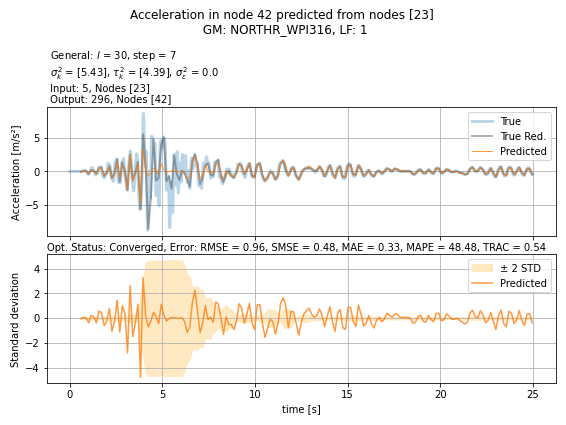 Acceleration in node 42 predicted from nodes [23]
GM: NORTHR_WPI316, LF: 1
General: l = 30, step = 7
σ²ₖ = [5.43], τ²ₖ = [4.39], σ²ε = 0.0
Input: 5, Nodes [23]
Output: 296, Nodes [42]
True
True Red.
Predicted
Acceleration [m/s²]
5
0
−5
Opt. Status: Converged, Error: RMSE = 0.96, SMSE = 0.48, MAE = 0.33, MAPE = 48.48, TRAC = 0.54
± 2 STD
Predicted
Standard deviation
4
2
0
−2
−4
0 5 10 15 20 25
time [s]